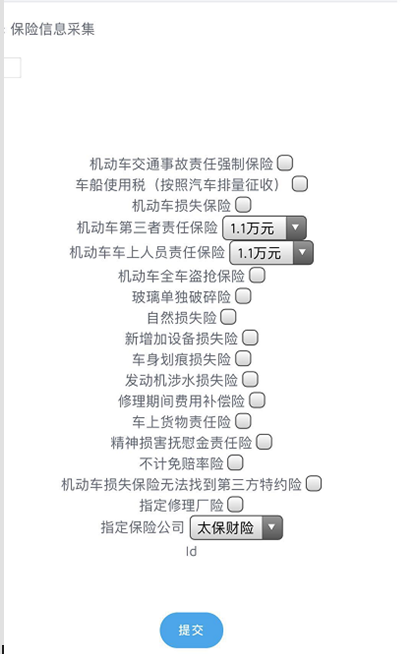 保险信息采集
机动车交通事故责任强制保险
车船使用税（按照汽车排量征收）
机动车损失保险
机动车第三者责任保险 1.1万元
机动车车上人员责任保险 1.1万元
机动车全车盗抢保险
玻璃单独破碎险
自然损失险
新增加设备损失险
车身划痕损失险
发动机涉水损失险
修理期间费用补偿险
车上货物责任险
精神损害抚慰金责任险
不计免赔率险
机动车损失保险无法找到第三方特约险
指定修理厂险
指定保险公司 太保财险
Id
提交